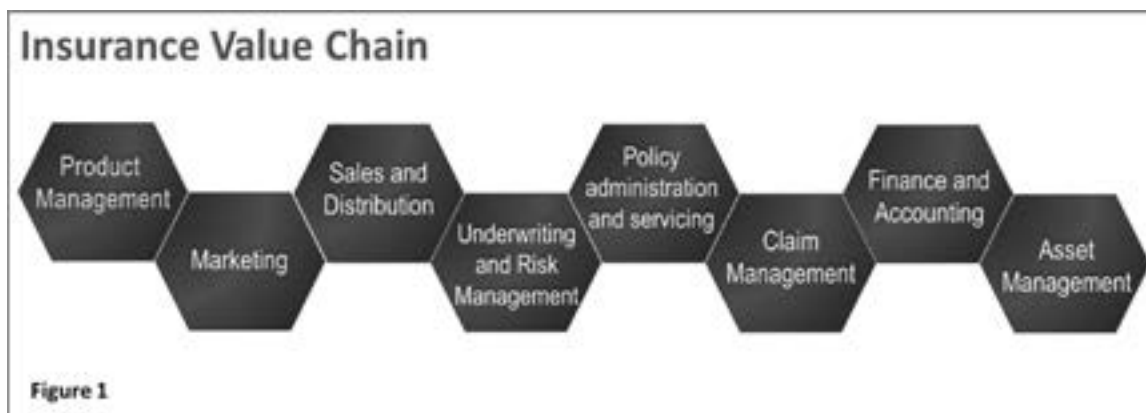 Insurance Value Chain
Product
Management
Marketing
Sales and
Distribution
Underwriting
and Risk
Management
Policy
administration
and servicing
Claim
Management
Finance and
Accounting
Asset
Management
Figure 1